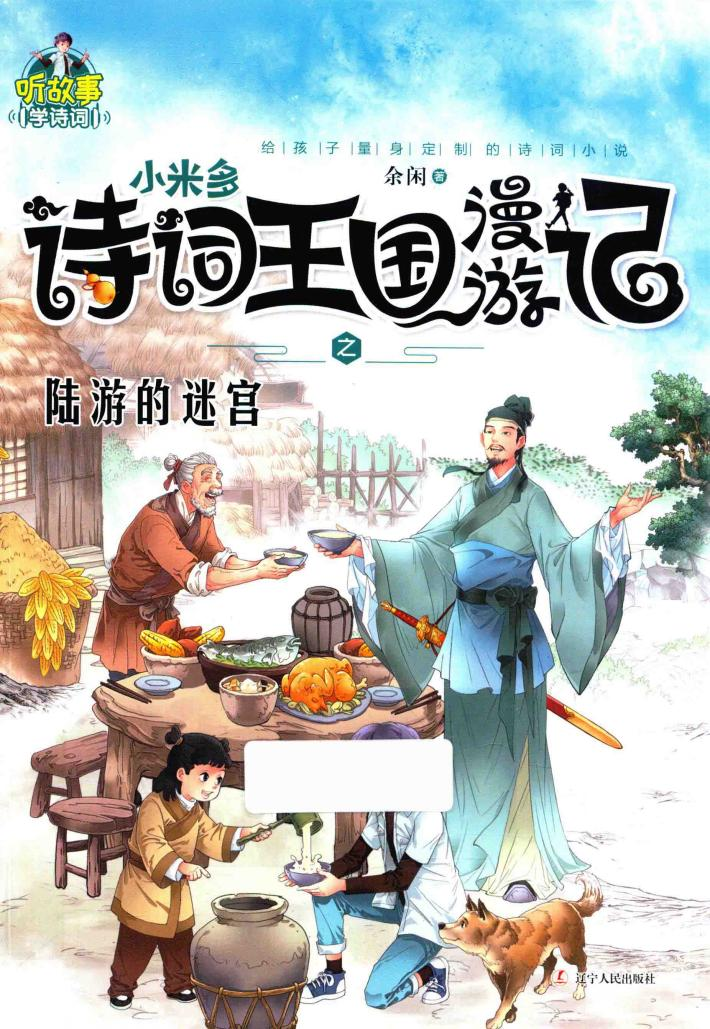 听故事
学诗词
给孩子量身定制的诗词小说
小米多
余闲 著
诗词王国漫游记
之
陆游的迷宫
辽宁人民出版社